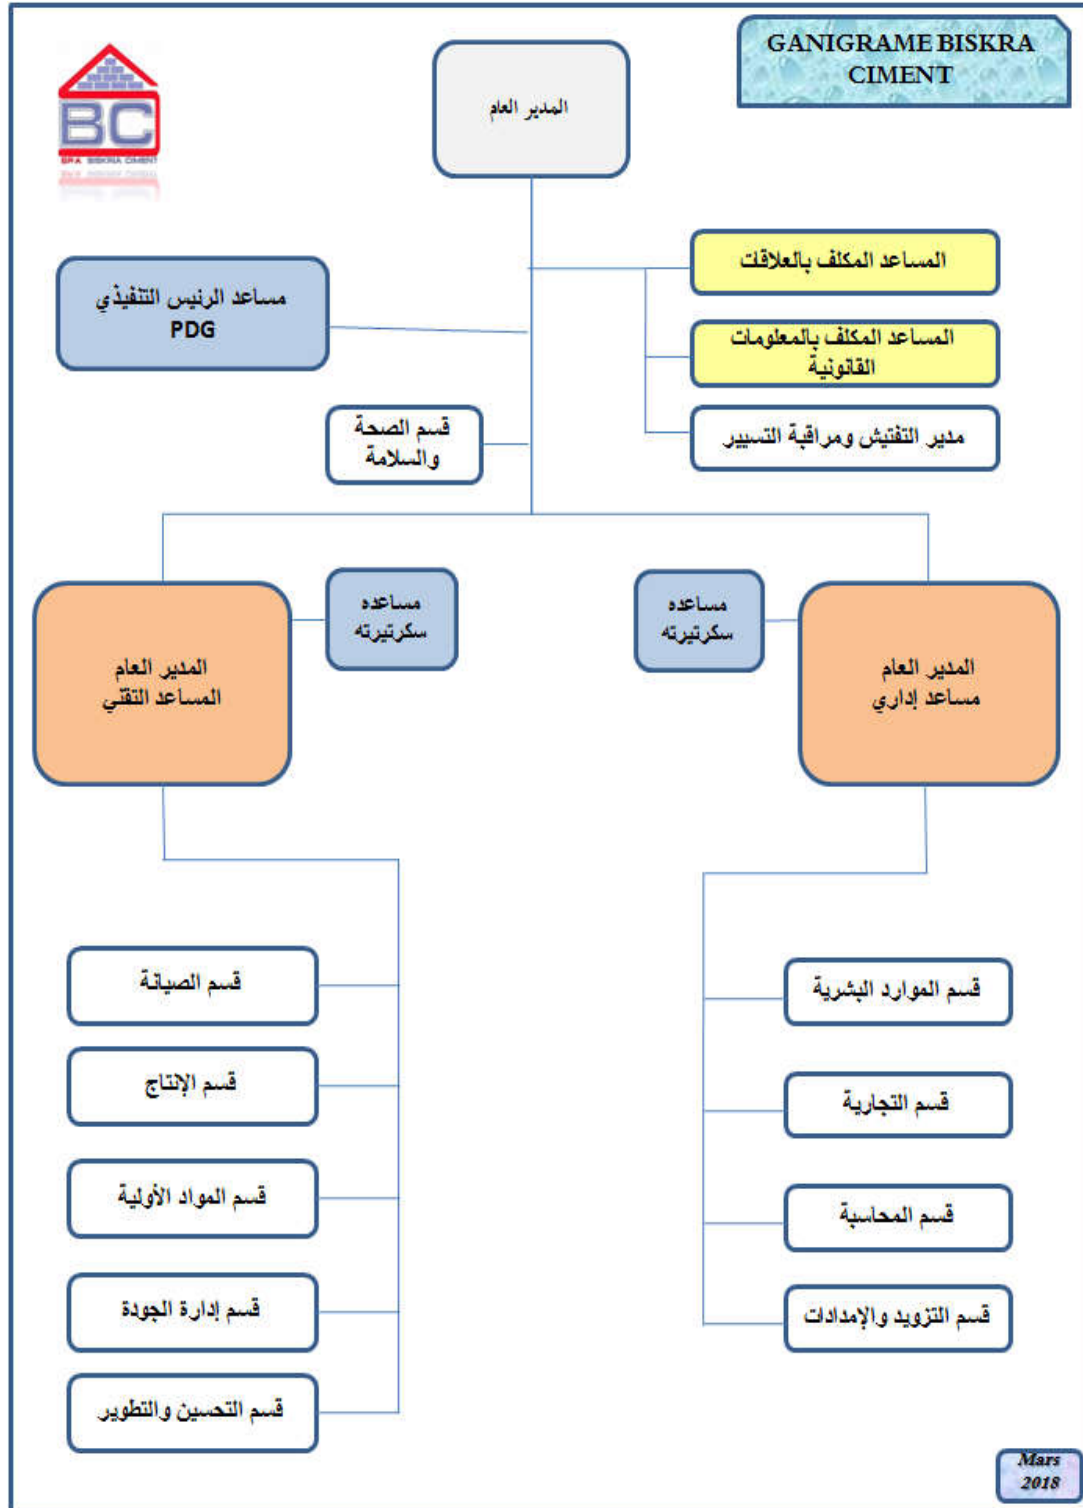 GANIGRAME BISKRA
CIMENT
BC
SPA BISKRA CIMENT
المدير العام
المساعد المكلف بالعلاقات
مساعد الرئيس التنفيذي
PDG
المساعد المكلف بالمعلومات
القانونية
مدير التفتيش ومراقبة التسيير
قسم الصحة
والسلامة
مساعده
سكرتيرته
مساعده
سكرتيرته
المدير العام
مساعد إداري
المدير العام
المساعد التقني
قسم الموارد البشرية
قسم التجارية
قسم المحاسبة
قسم التزويد والإمدادات
قسم الصيانة
قسم الإنتاج
قسم المواد الأولية
قسم إدارة الجودة
قسم التحسين والتطوير
Mars
2018